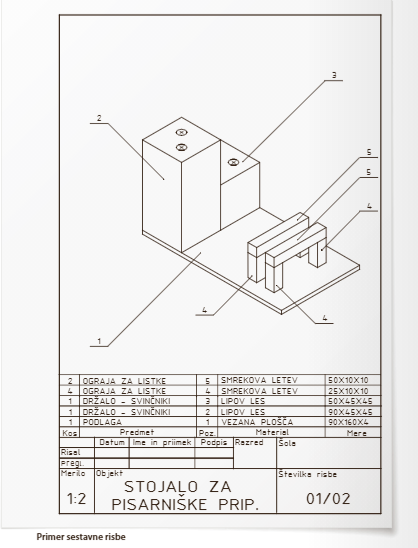 3
2
5
5
4
4
4
1
2 OGRAJA ZA LISTKE 5 SMREKOVA LETEV 50X10X10
4 OGRAJA ZA LISTKE 4 SMREKOVA LETEV 25X10X10
1 DRŽALO - SVINČNIKI 3 LIPOV LES 50X45X45
1 DRŽALO - SVINČNIKI 2 LIPOV LES 90X45X45
1 PODLAGA 1 VEZANA PLOŠČA 90X160X4
Kos Predmet Poz. Material Mere
Datum Ime in priimek Podpis Razred Šola
Risal
Pregl.
Merilo Objekt Številka risbe
1:2 STOJALO ZA 01/02
PISARNIŠKE PRIP.
Primer sestavne risbe